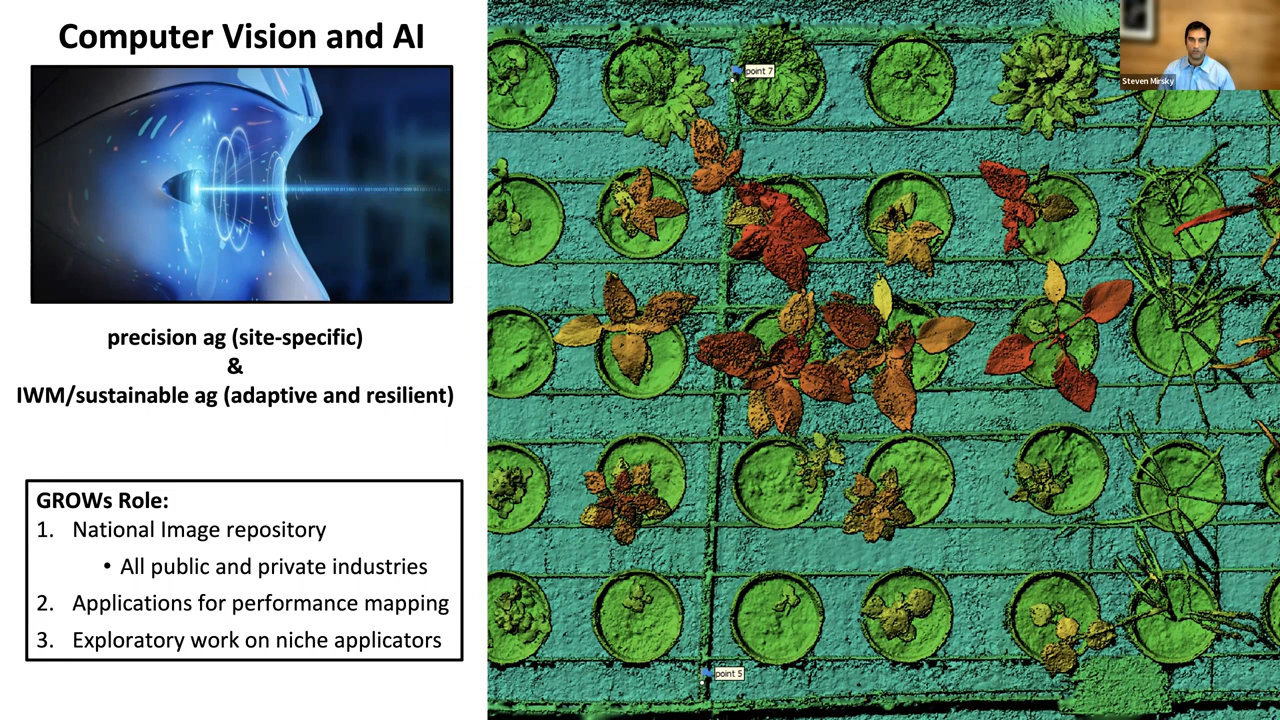 Computer Vision and AI
precision ag (site-specific)
&
IWM/sustainable ag (adaptive and resilient)
GROWs Role:
1. National Image repository
• All public and private industries
2. Applications for performance mapping
3. Exploratory work on niche applicators
point 7
point 5
Steven Mirsky